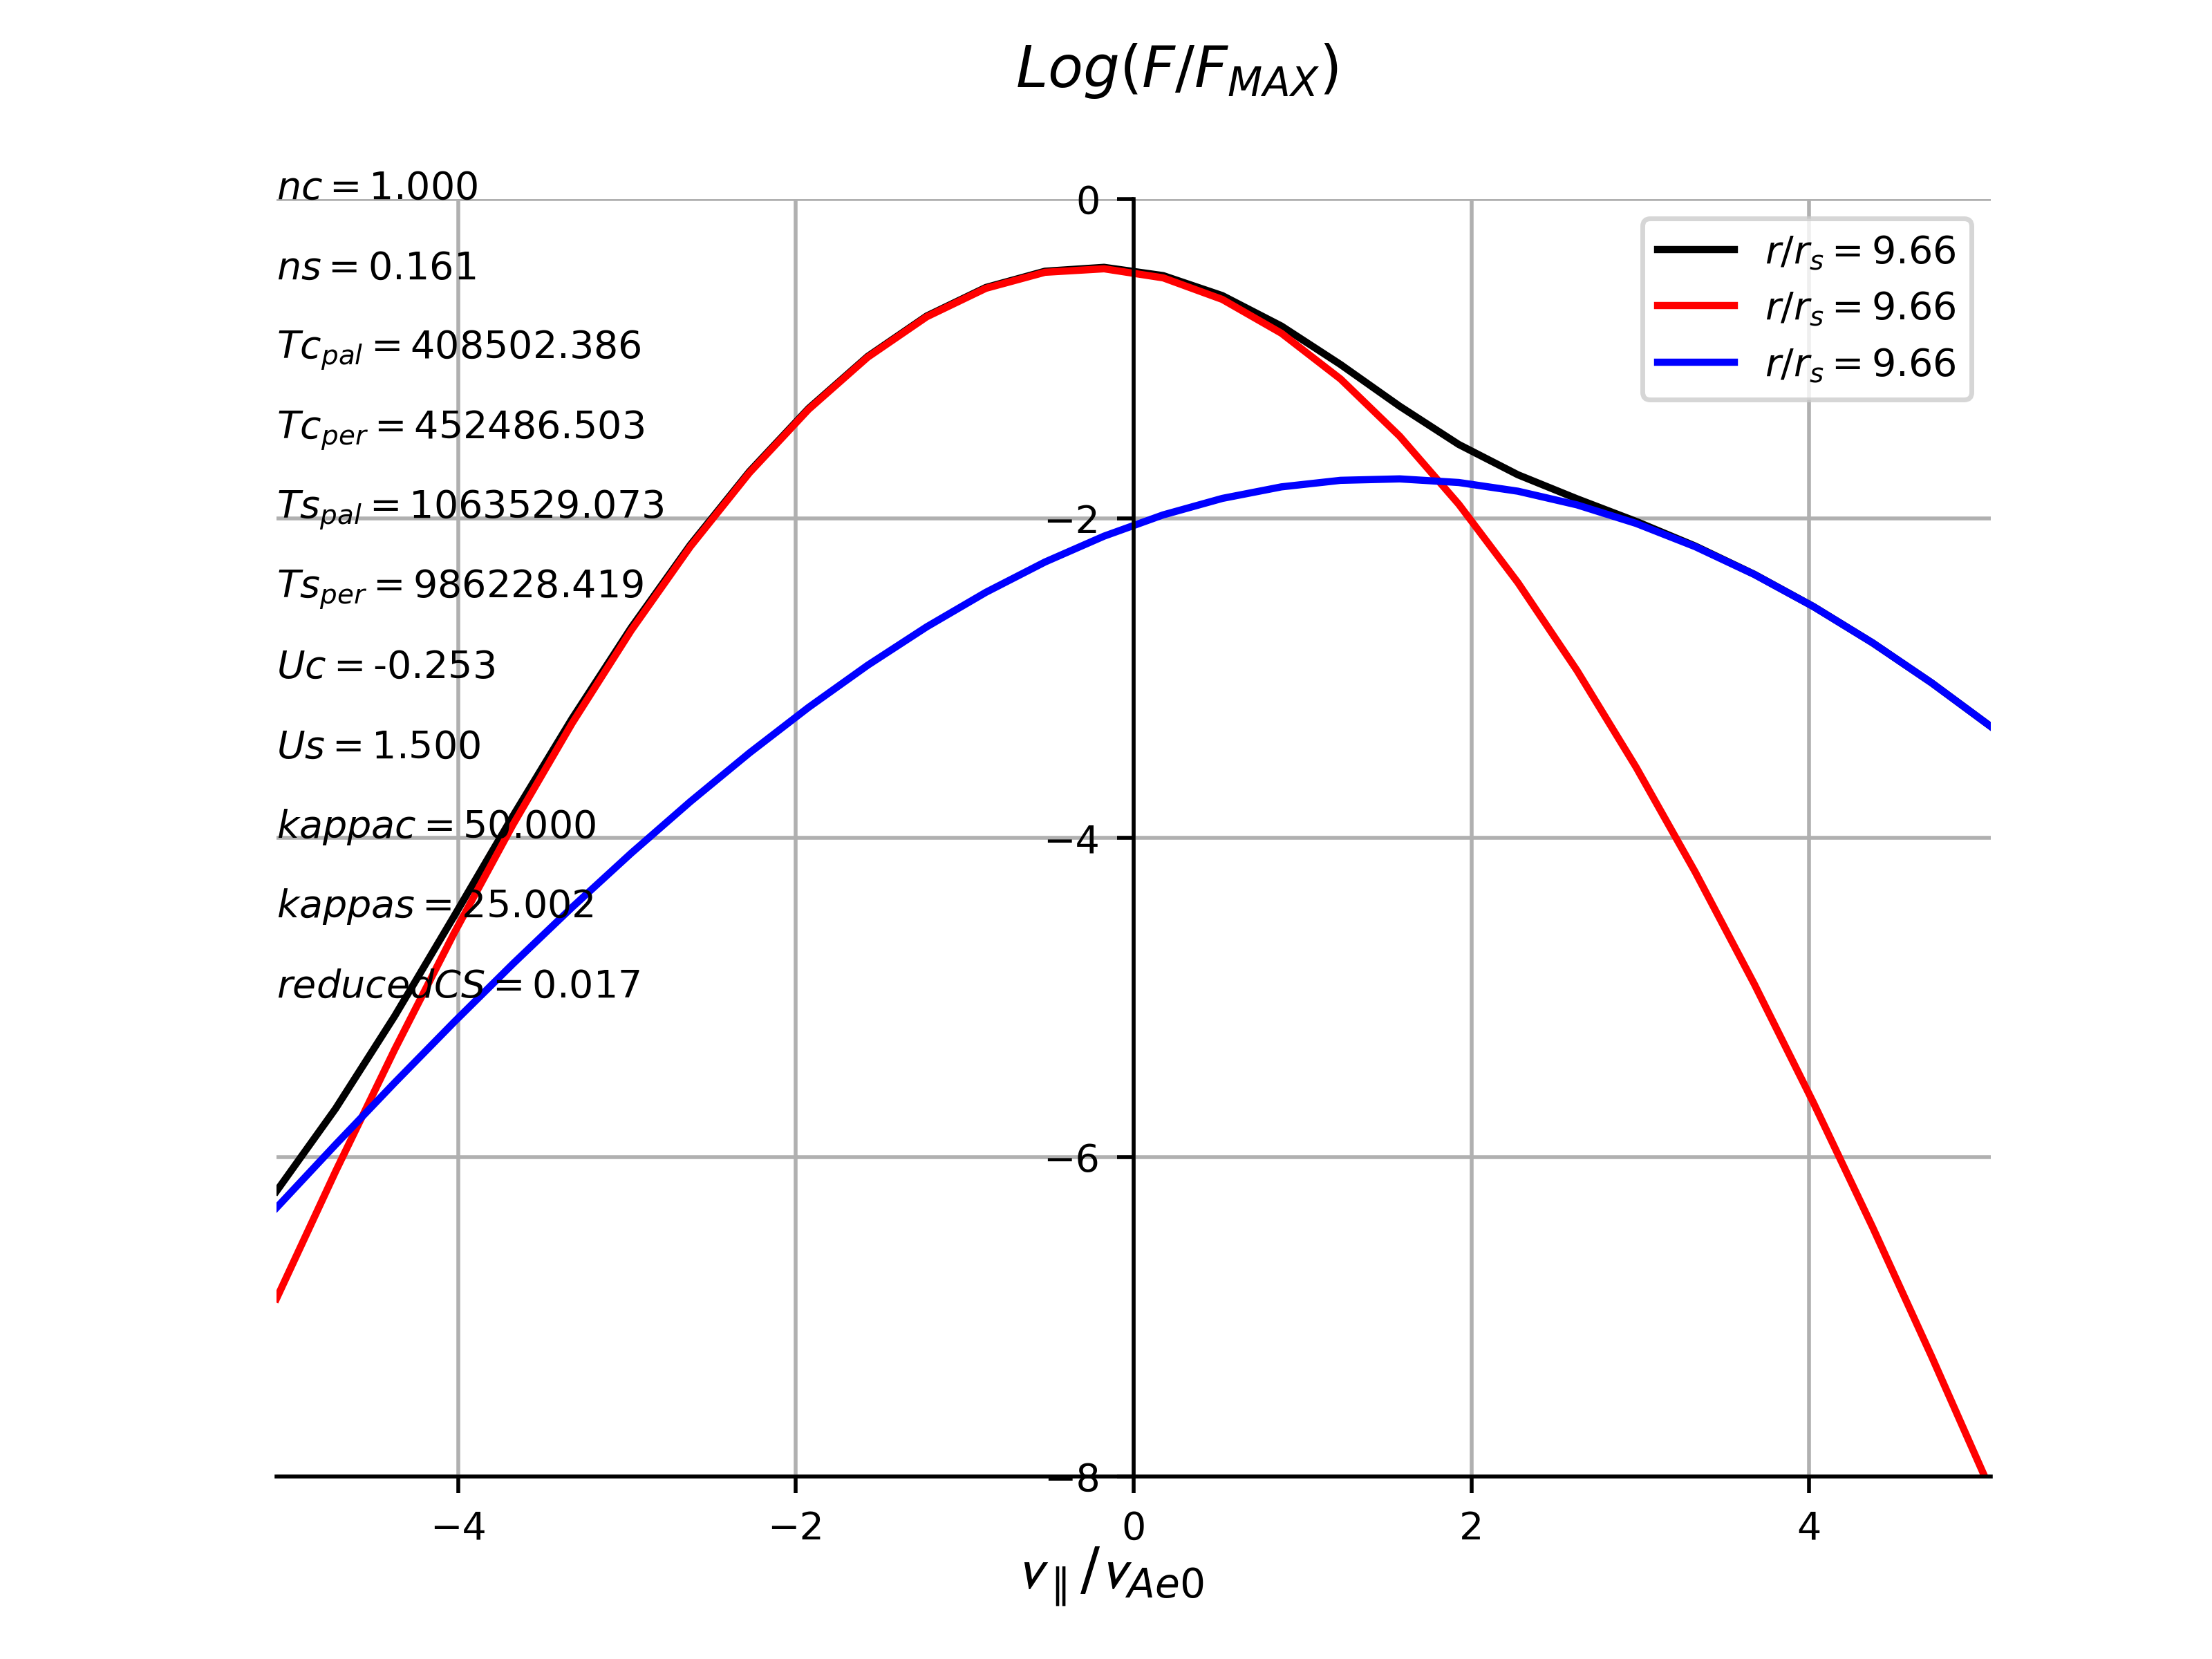 Log(F/F_MAX)
nc = 1.000
ns = 0.161
Tc_pal = 408502.386
Tc_per = 452486.503
Ts_pal = 1063529.073
Ts_per = 986228.419
Uc = -0.253
Us = 1.500
kappac = 50.000
kappas = 25.002
reducedCS = 0.017
r/r_s = 9.66
r/r_s = 9.66
r/r_s = 9.66
0
−2
−4
−6
−8
−4 −2 0 2 4
v_∥/v_Ae0